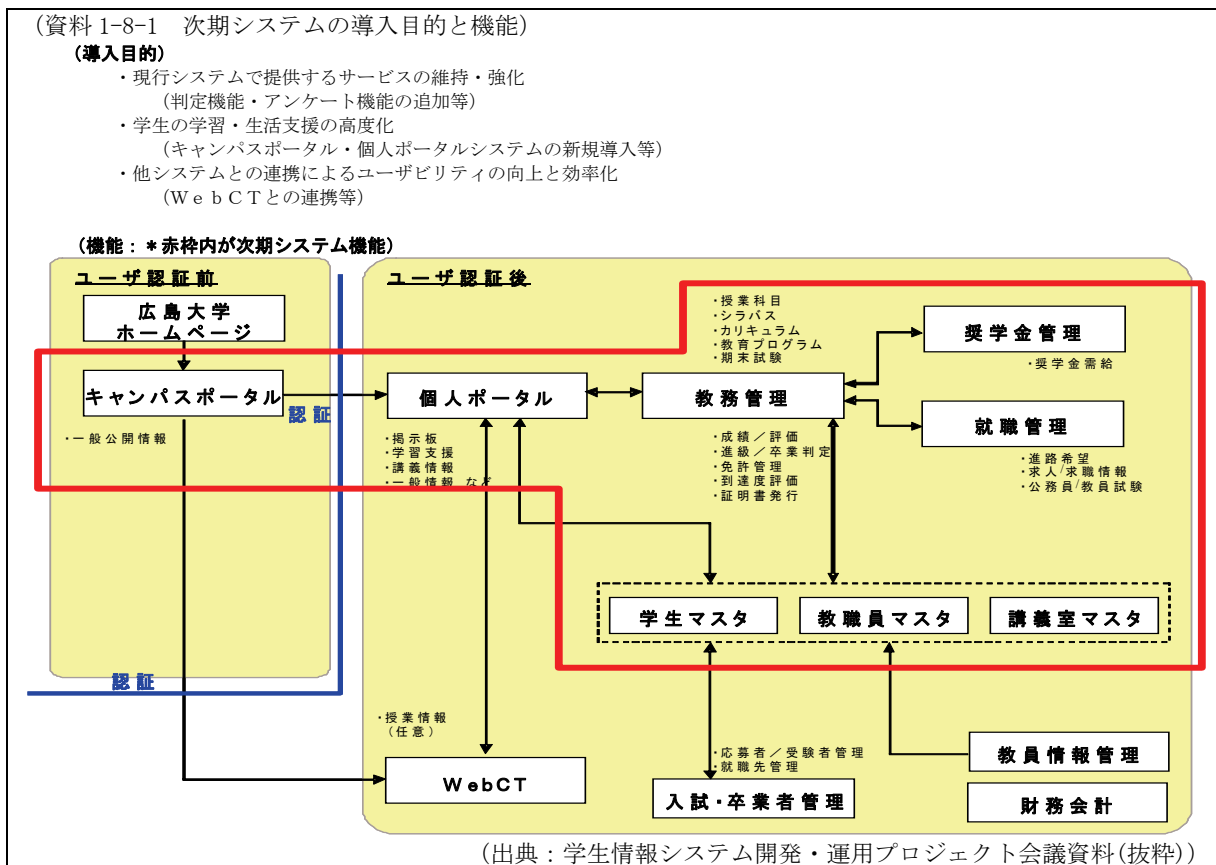 (資料 1-8-1 次期システムの導入目的と機能)
(導入目的)
・現行システムで提供するサービスの維持・強化
(判定機能・アンケート機能の追加等)
・学生の学習・生活支援の高度化
(キャンパスポータル・個人ポータルシステムの新規導入等)
・他システムとの連携によるユーザビリティの向上と効率化
(WebCTとの連携等)
(機能:*赤枠内が次期システム機能)
ユーザ認証前
広島大学
ホームページ
キャンパスポータル
・一般公開情報
認証
認証
ユーザ認証後
個人ポータル
・掲示板
・学習支援
・講義情報
・一般情報 など
・授業科目
・シラバス
・カリキュラム
・教育プログラム
・期末試験
教務管理
・成績/評価
・進級/卒業判定
・免許管理
・到達度評価
・証明書発行
奨学金管理
・奨学金需給
就職管理
・進路希望
・求人/求職情報
・公務員/教員試験
学生マスタ
教職員マスタ
講義室マスタ
・授業情報
(任意)
WebCT
・応募者/受験者管理
・就職先管理
入試・卒業者管理
教員情報管理
財務会計
(出典:学生情報システム開発・運用プロジェクト会議資料(抜粋))